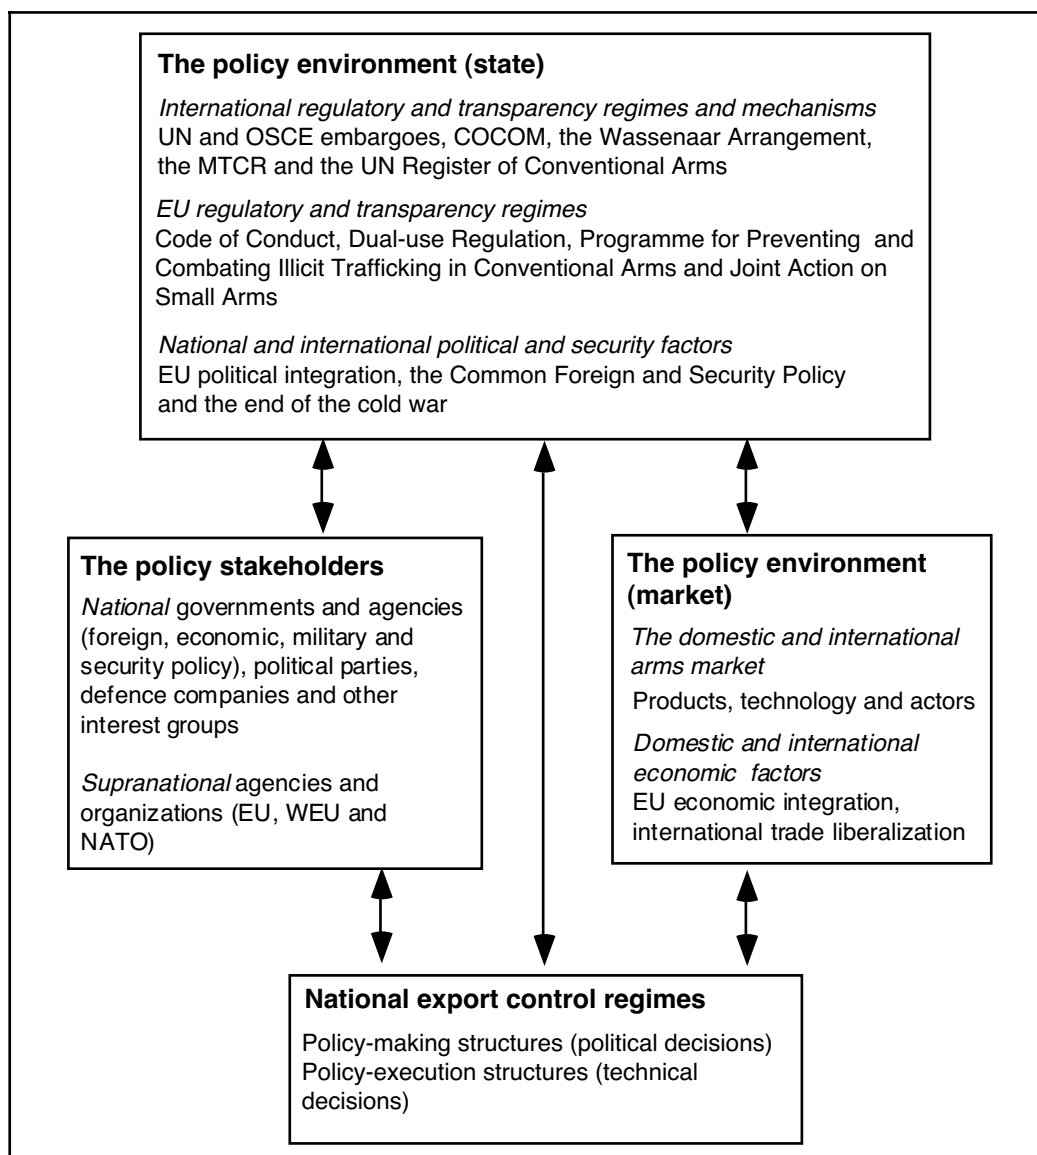 The policy environment (state)
International regulatory and transparency regimes and mechanisms
UN and OSCE embargoes, COCOM, the Wassenaar Arrangement,
the MTCR and the UN Register of Conventional Arms
EU regulatory and transparency regimes
Code of Conduct, Dual-use Regulation, Programme for Preventing and
Combating Illicit Trafficking in Conventional Arms and Joint Action on
Small Arms
National and international political and security factors
EU political integration, the Common Foreign and Security Policy
and the end of the cold war
The policy stakeholders
National governments and agencies
(foreign, economic, military and
security policy), political parties,
defence companies and other
interest groups
Supranational agencies and
organizations (EU, WEU and
NATO)
The policy environment
(market)
The domestic and international
arms market
Products, technology and actors
Domestic and international
economic factors
EU economic integration,
international trade liberalization
National export control regimes
Policy-making structures (political decisions)
Policy-execution structures (technical
decisions)